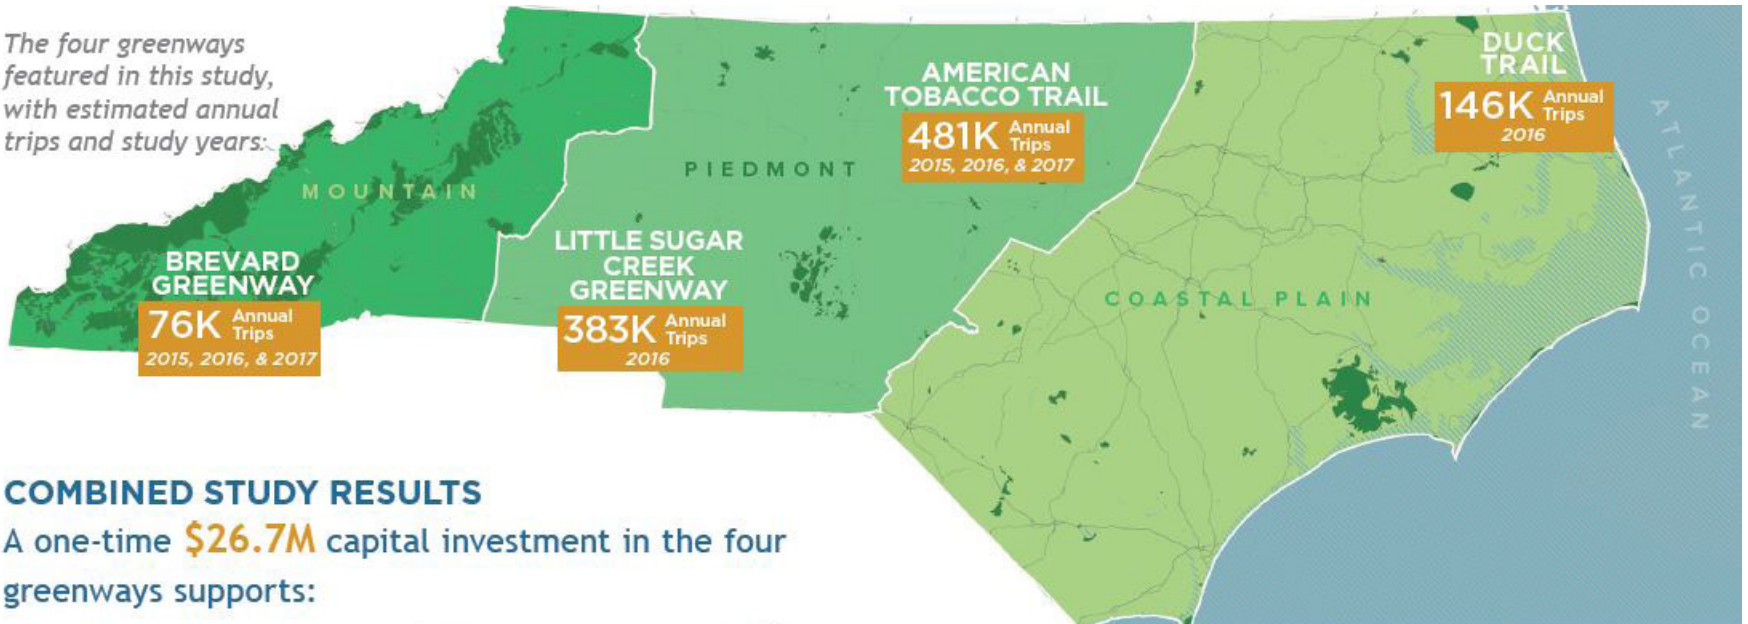 The four greenways
featured in this study,
with estimated annual
trips and study years:
MOUNTAIN
BREVARD
GREENWAY
76K Annual
Trips
2015, 2016, & 2017
PIEDMONT
LITTLE SUGAR
CREEK
GREENWAY
383K Annual
Trips
2016
AMERICAN
TOBACCO TRAIL
481K Annual
Trips
2015, 2016, & 2017
COASTAL PLAIN
DUCK
TRAIL
146K Annual
Trips
2016
ATLANTIC OCEAN
COMBINED STUDY RESULTS
A one-time $26.7M capital investment in the four
greenways supports: